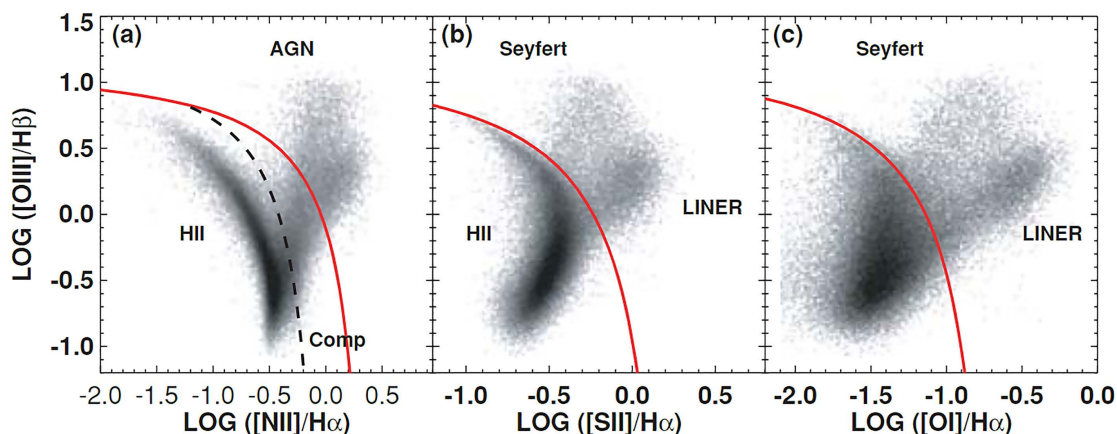 (a) AGN
(b) Seyfert
(c) Seyfert
1.5
1.0
0.5
0.0
-0.5
-1.0
LOG ([OIII]/Hβ)
HII
Comp
HII
LINER
LINER
-2.0 -1.5 -1.0 -0.5 0.0 0.5
-1.0 -0.5 0.0 0.5
-2.0 -1.5 -1.0 -0.5 0.0
LOG ([NII]/Hα)
LOG ([SII]/Hα)
LOG ([OI]/Hα)